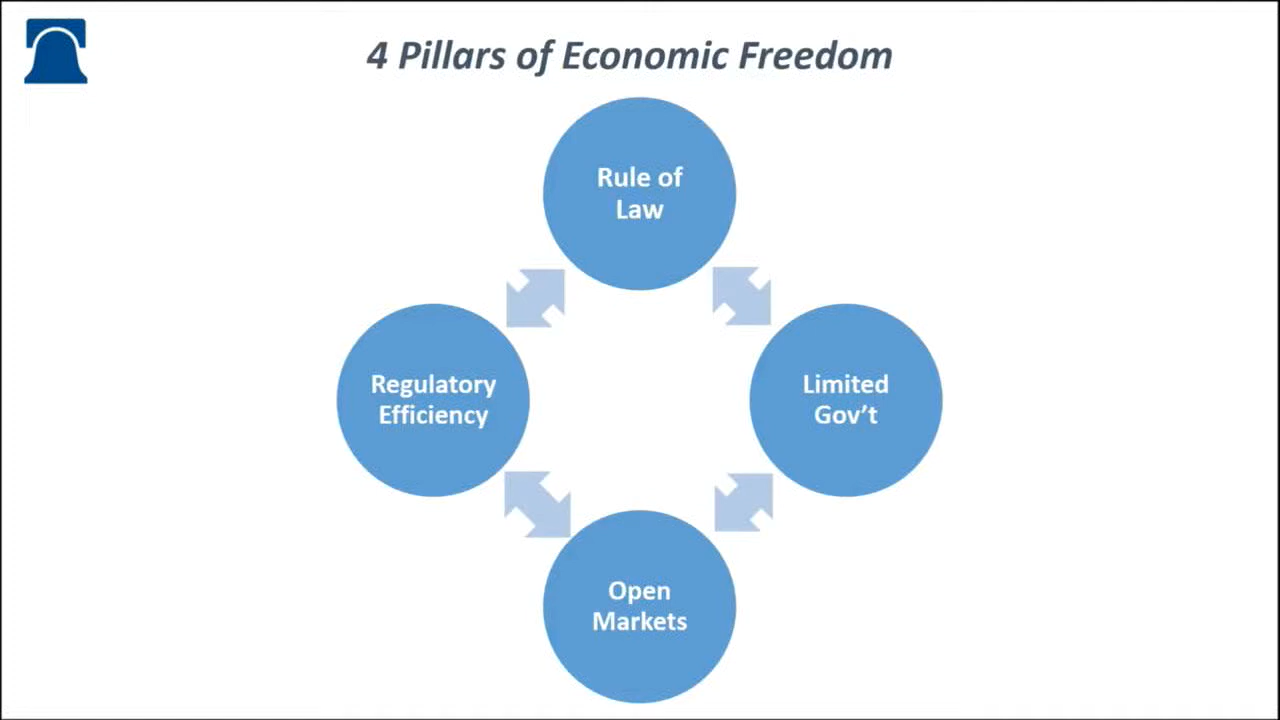 4 Pillars of Economic Freedom
Rule of
Law
Regulatory
Efficiency
Limited
Gov’t
Open
Markets